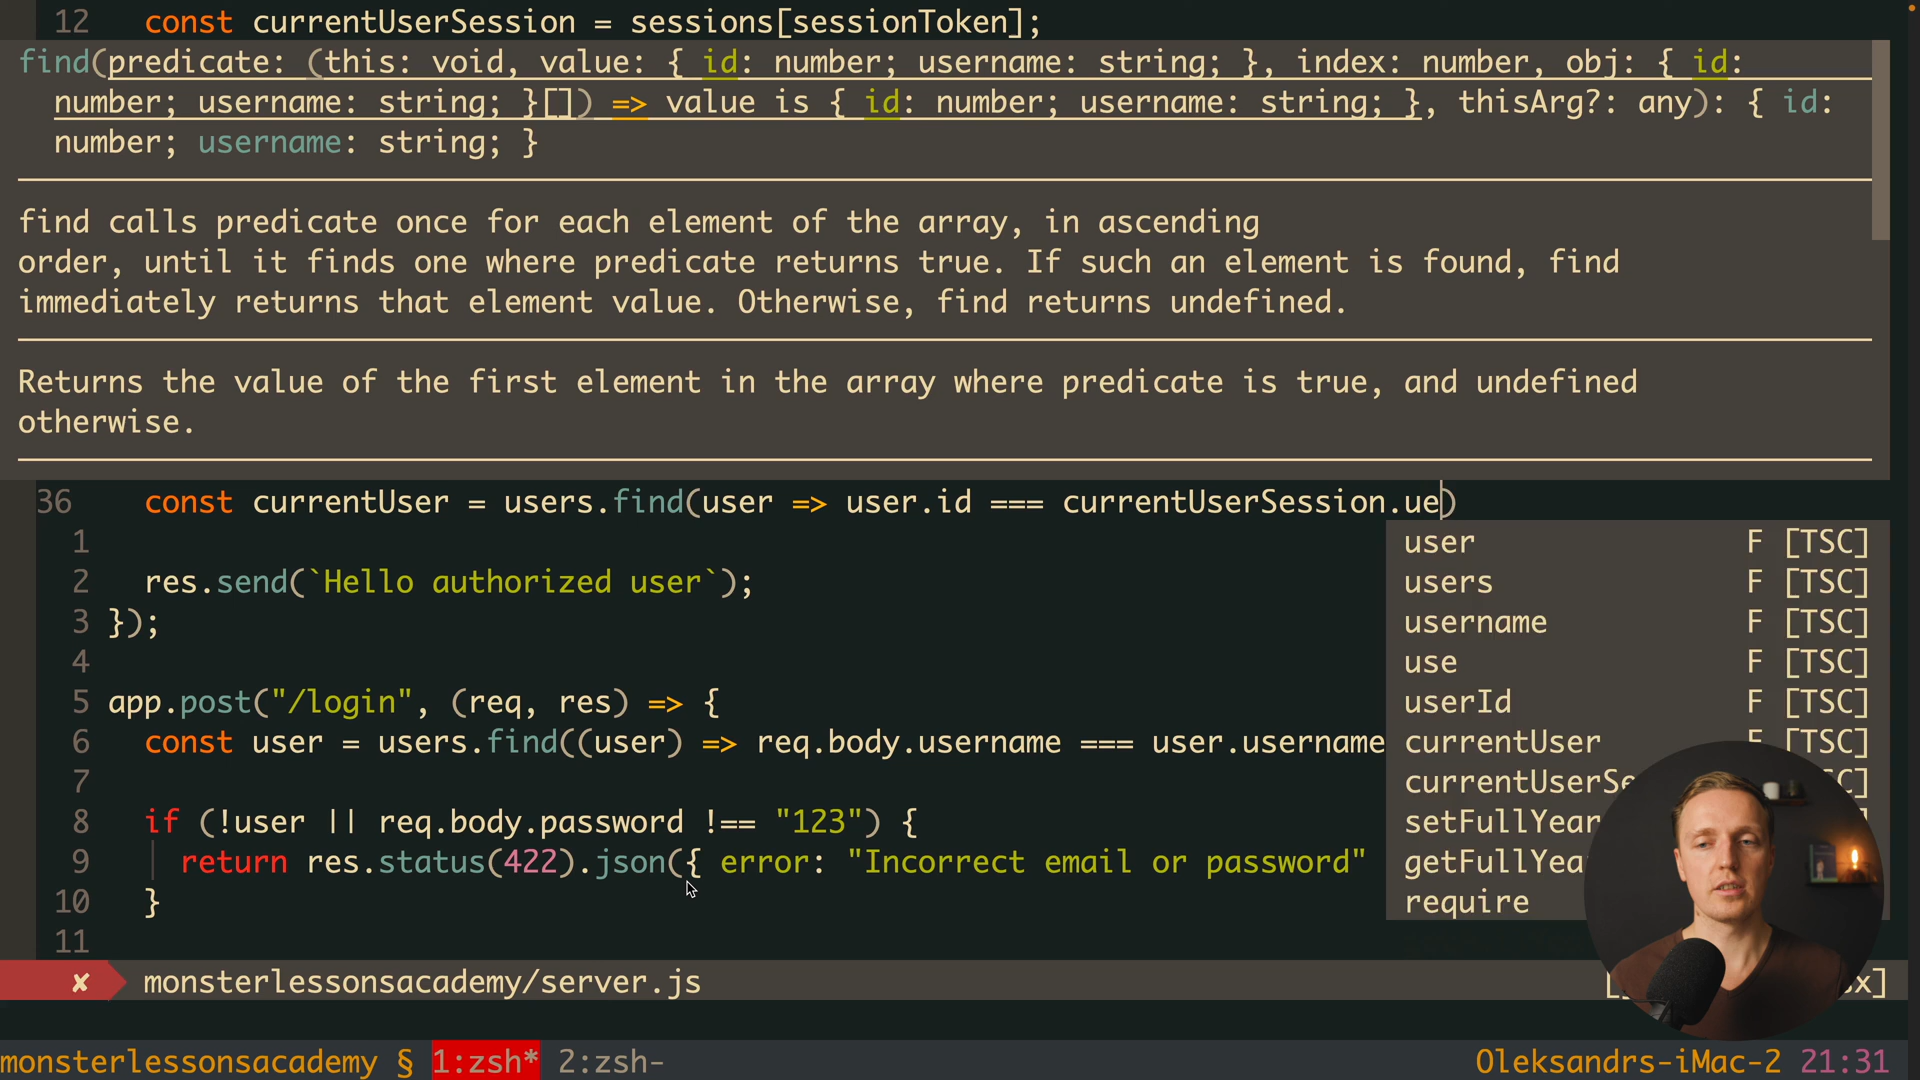 12 const currentUserSession = sessions[sessionToken];
find(predicate: (this: void, value: { id: number; username: string; }, index: number, obj: { id:
number; username: string; }[]) => value is { id: number; username: string; }, thisArg?: any): { id:
number; username: string; }
find calls predicate once for each element of the array, in ascending
order, until it finds one where predicate returns true. If such an element is found, find
immediately returns that element value. Otherwise, find returns undefined.
Returns the value of the first element in the array where predicate is true, and undefined
otherwise.
36 const currentUser = users.find(user => user.id === currentUserSession.ue)
1 user F [TSC]
2 res.send(`Hello authorized user`); users F [TSC]
3 }); username F [TSC]
4 use F [TSC]
5 app.post("/login", (req, res) => { userId F [TSC]
6 const user = users.find((user) => req.body.username === user.username currentUser F [TSC]
7 currentUserSe
8 if (!user || req.body.password !== "123") { setFullYear
9 return res.status(422).json({ error: "Incorrect email or password" getFullYea
10 } require
11
✘ monsterlessonsacademy/server.js
monsterlessonsacademy § 1:zsh* 2:zsh- Oleksandrs-iMac-2 21:31